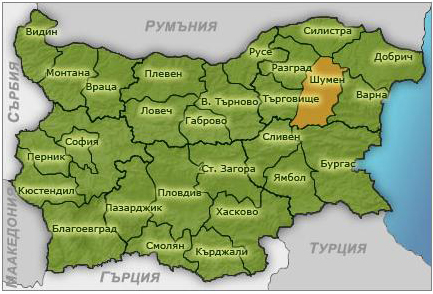 РУМЪНИЯ
Видин
Силистра
Русе
Добрич
Монтана
Плевен
Разград
Шумен
Враца
СЪРБИЯ
Варна
В. Търново
Търговище
Ловеч
Габрово
София
Сливен
Перник
Бургас
Ст. Загора
Ямбол
Кюстендил
Пловдив
Пазарджик
Хасково
Благоевград
МААКЕДОНИЯ
Смолян
Кърджали
ТУРЦИЯ
ГЪРЦИЯ